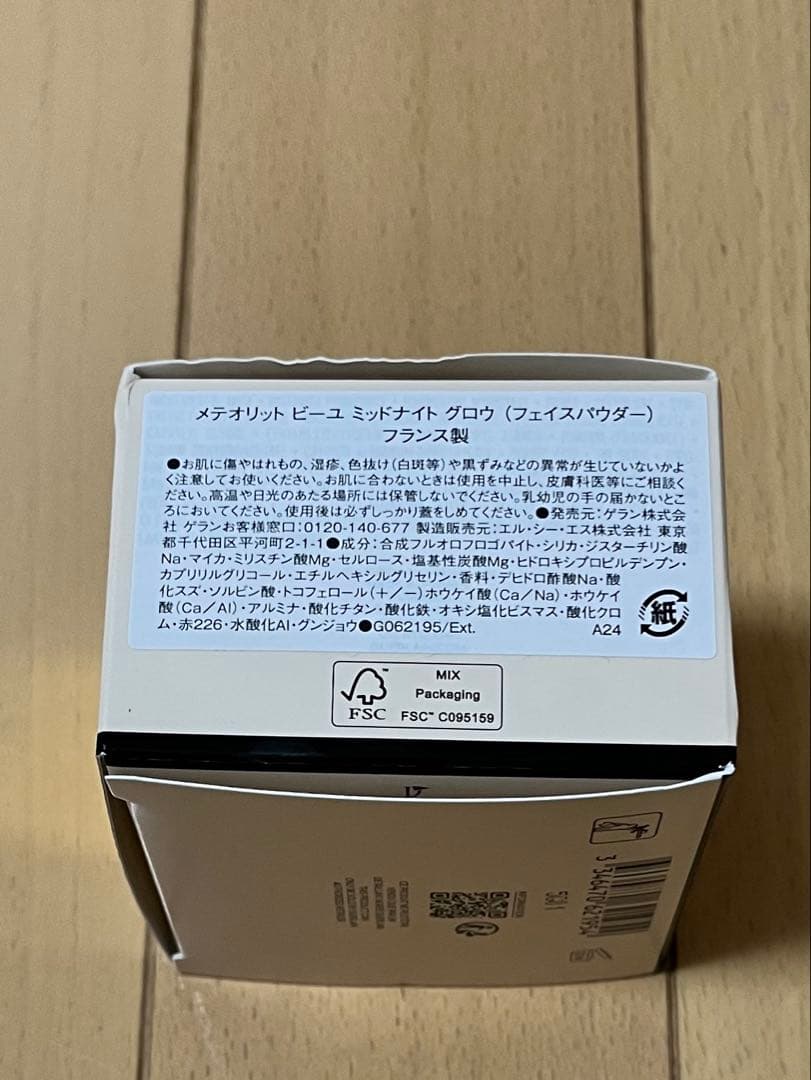 メテオリット ビーユ ミッドナイト グロウ (フェイスパウダー)
フランス製
●お肌に傷やはれもの、湿疹、色抜け(白斑等)や黒ずみなどの異常が生じていないかよ
く注意してお使いください。お肌に合わないときは使用を中止し、皮膚科医等にご相談く
ださい。高温や日光のあたる場所には保管しないでください。乳幼児の手の届かないとこ
ろにおいてください。使用後は必ずしっかり蓋をしめてください。●発売元:ゲラン株式会
社 ゲランお客様窓口:0120-140-677 製造販売元:エル・シー・エス株式会社 東京
都千代田区平河町2-1-1●成分:合成フルオロフロゴパイト・シリカ・ジステアリン酸
Na・マイカ・ミリスチン酸Mg・セルロース・塩基性炭酸Mg・ヒドロキシプロピルデンプン・
カプリリルグリコール・エチルヘキシルグリセリン・香料・デヒドロ酢酸Na・酸
化スズ・ソルビン酸・トコフェロール(+/−)ホウケイ酸(Ca/Na)・ホウケイ
酸(Ca/Al)・アルミナ・酸化チタン・酸化鉄・オキシ塩化ビスマス・酸化クロ
ム・赤226・水酸化Al・グンジョウ●G062195/Ext.
A24
紙
FSC™
MIX
Packaging
FSC™ C095159